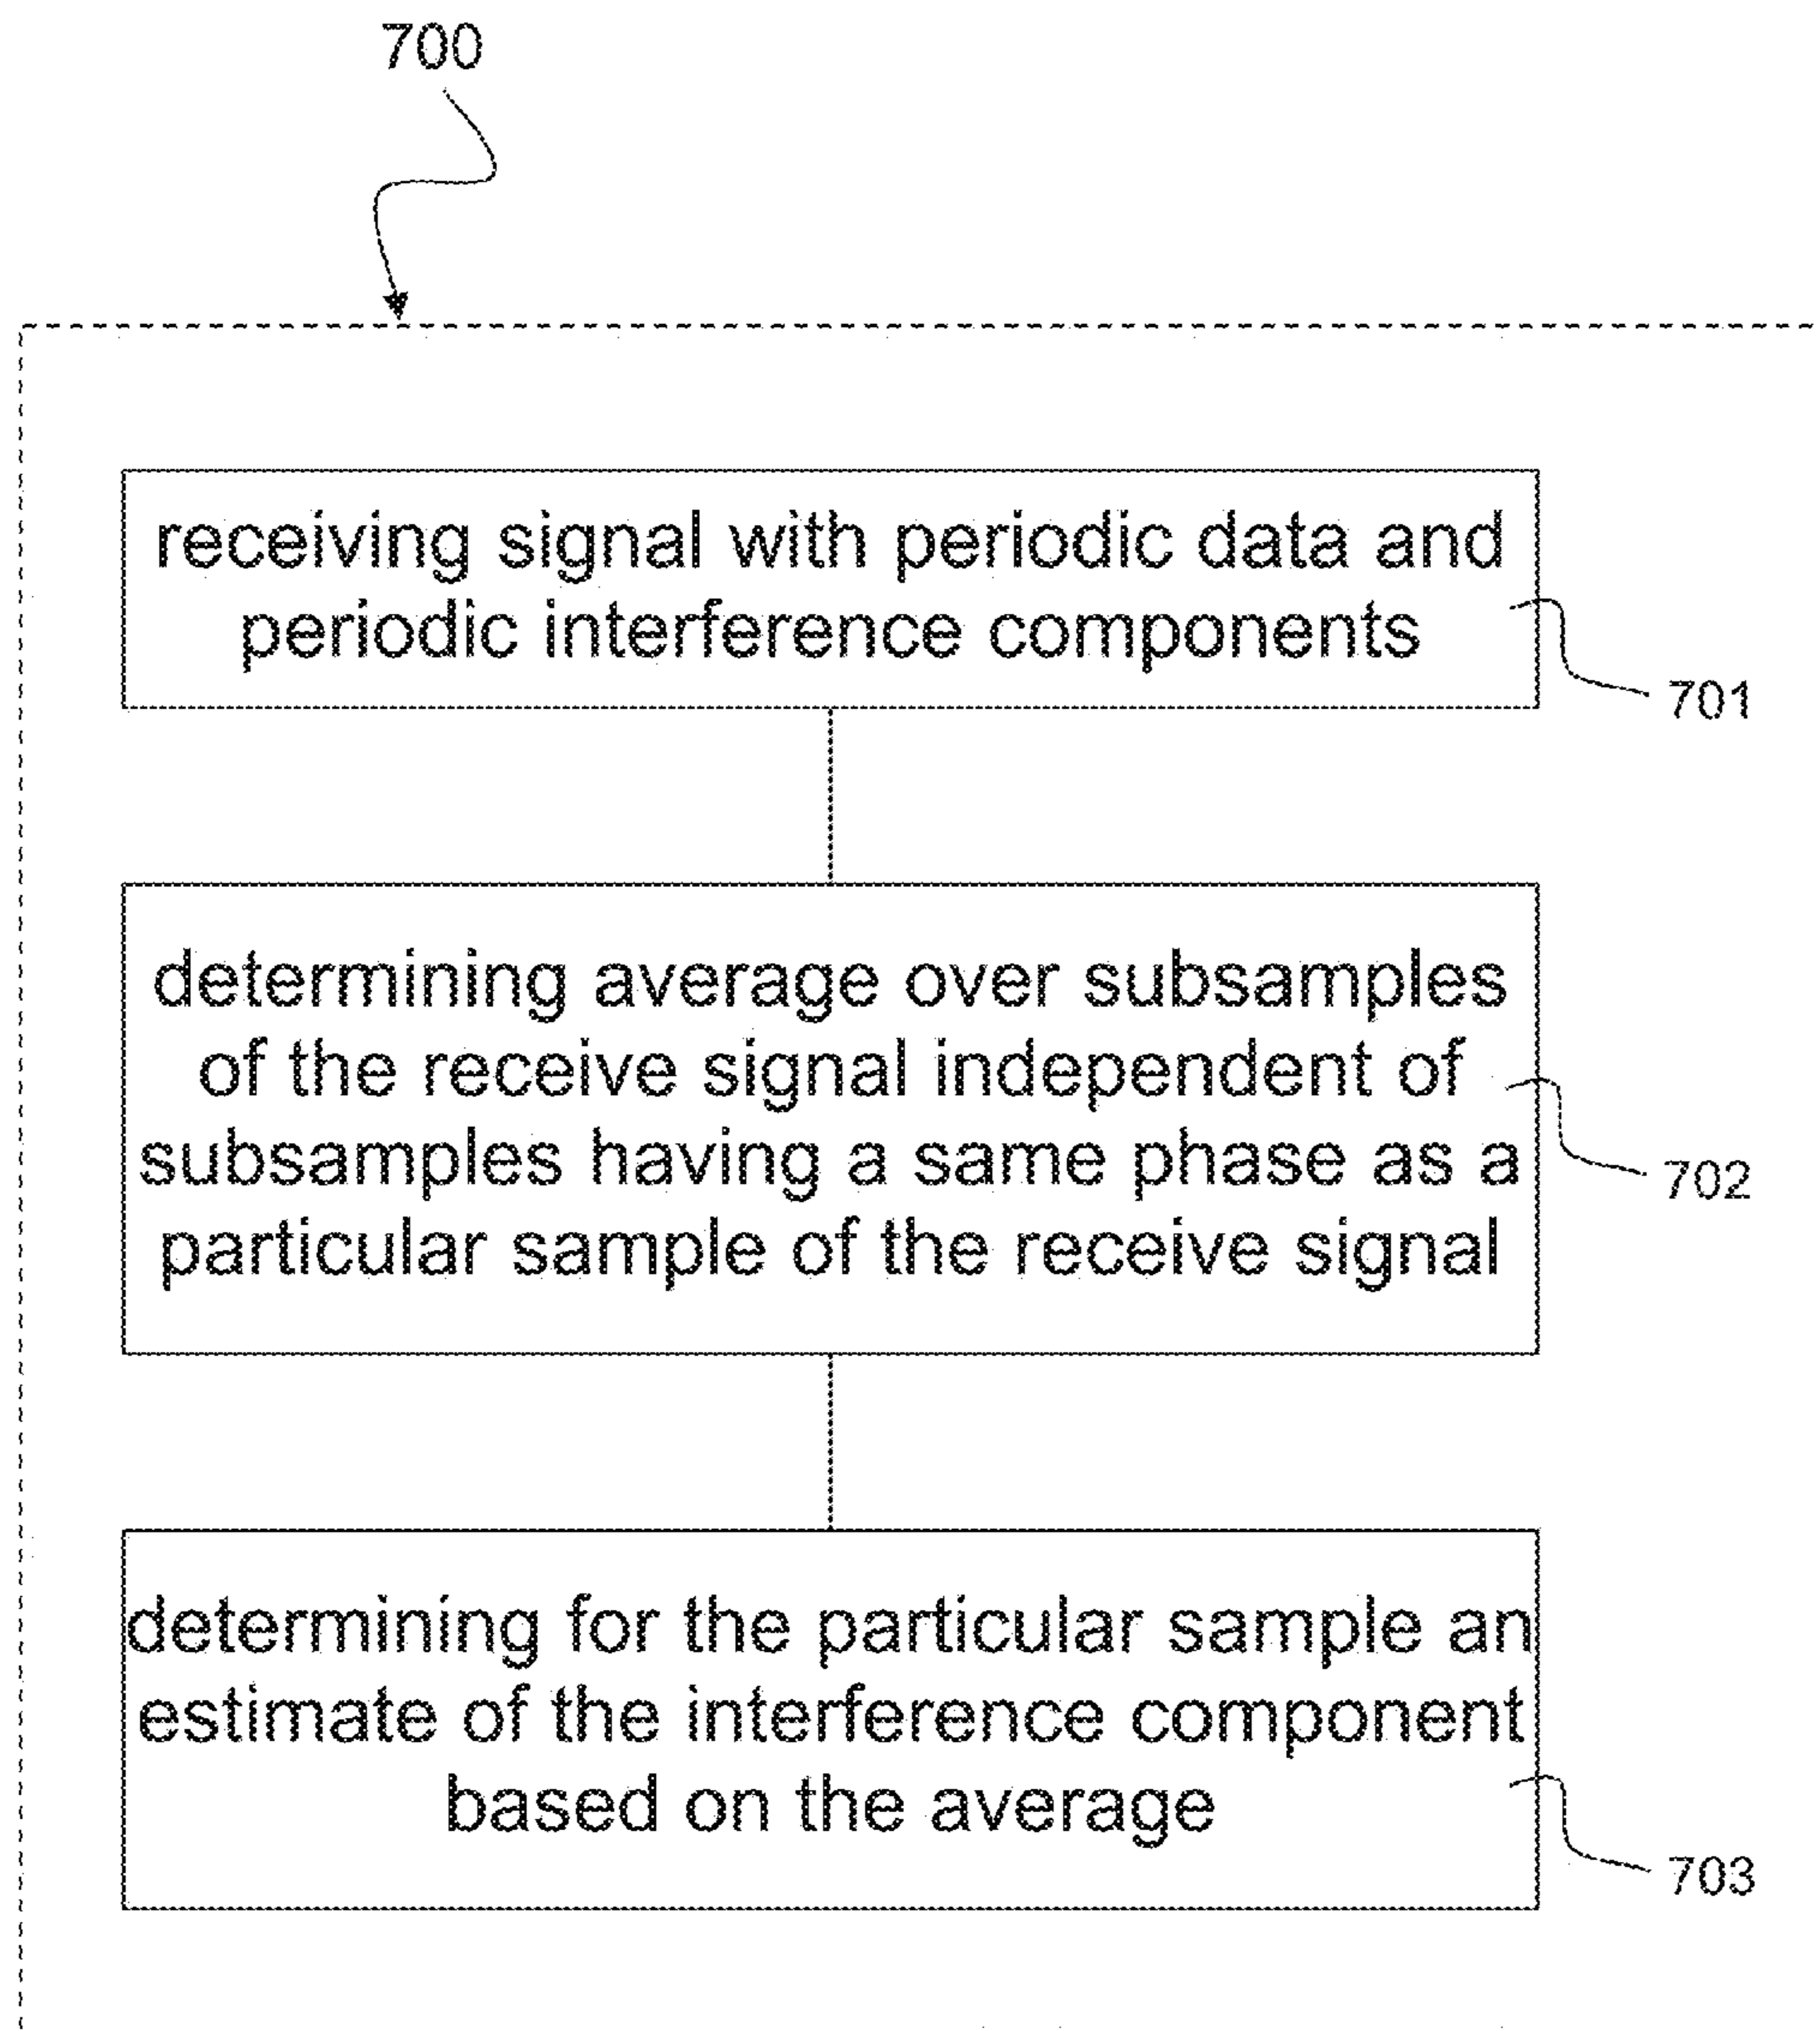 700
receiving signal with periodic data and
periodic interference components
701
determining average over subsamples
of the receive signal independent of
subsamples having a same phase as a
particular sample of the receive signal
702
determining for the particular sample an
estimate of the interference component
based on the average
703